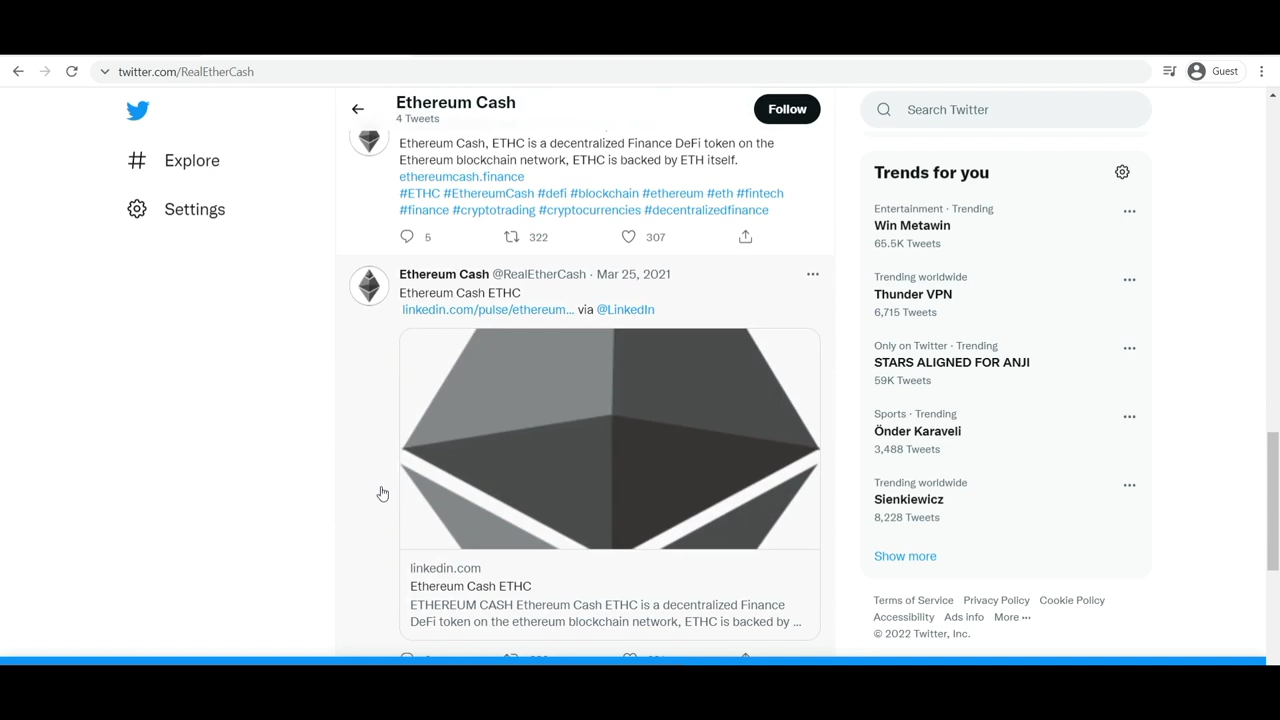 twitter.com/RealEtherCash
Guest
Explore
Settings
Ethereum Cash
4 Tweets
Follow
Ethereum Cash, ETHC is a decentralized Finance DeFi token on the
Ethereum blockchain network, ETHC is backed by ETH itself.
ethereumcash.finance
#ETHC #EthereumCash #defi #blockchain #ethereum #eth #fintech
#finance #cryptotrading #cryptocurrencies #decentralizedfinance
5 322 307
Ethereum Cash @RealEtherCash · Mar 25, 2021
Ethereum Cash ETHC
linkedin.com/pulse/ethereum... via @LinkedIn
linkedin.com
Ethereum Cash ETHC
ETHEREUM CASH Ethereum Cash ETHC is a decentralized Finance
DeFi token on the ethereum blockchain network, ETHC is backed by ...
Search Twitter
Trends for you
Entertainment · Trending
Win Metawin
65.5K Tweets
Trending worldwide
Thunder VPN
6,715 Tweets
Only on Twitter · Trending
STARS ALIGNED FOR ANJI
59K Tweets
Sports · Trending
Önder Karaveli
3,488 Tweets
Trending worldwide
Sienkiewicz
8,228 Tweets
Show more
Terms of Service Privacy Policy Cookie Policy
Accessibility Ads info More ···
© 2022 Twitter, Inc.